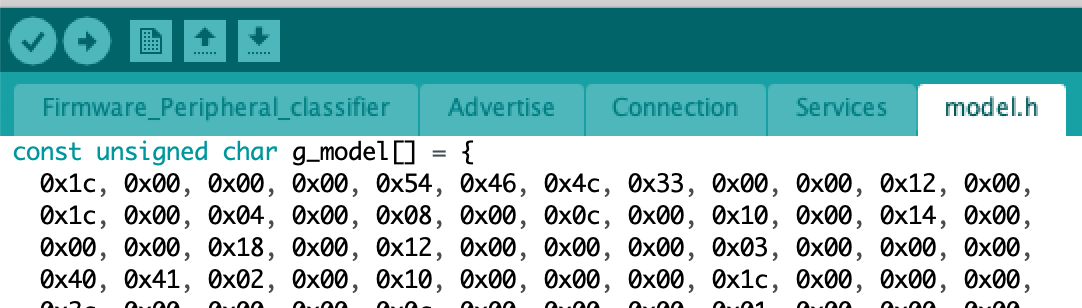 Firmware_Peripheral_classifier Advertise Connection Services model.h
const unsigned char g_model[] = {
0x1c, 0x00, 0x00, 0x00, 0x54, 0x46, 0x4c, 0x33, 0x00, 0x00, 0x12, 0x00,
0x1c, 0x00, 0x04, 0x00, 0x08, 0x00, 0x0c, 0x00, 0x10, 0x00, 0x14, 0x00,
0x00, 0x00, 0x18, 0x00, 0x12, 0x00, 0x00, 0x00, 0x03, 0x00, 0x00, 0x00,
0x40, 0x41, 0x02, 0x00, 0x10, 0x00, 0x00, 0x00, 0x1c, 0x00, 0x00, 0x00,